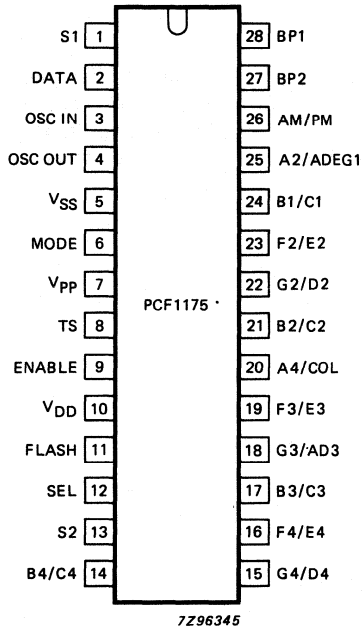 S1 1 28 BP1
DATA 2 27 BP2
OSC IN 3 26 AM/PM
OSC OUT 4 25 A2/ADEG1
VSS 5 24 B1/C1
MODE 6 23 F2/E2
VPP 7 22 G2/D2
PCF1175
TS 8 21 B2/C2
ENABLE 9 20 A4/COL
VDD 10 19 F3/E3
FLASH 11 18 G3/AD3
SEL 12 17 B3/C3
S2 13 16 F4/E4
B4/C4 14 15 G4/D4
7Z96345